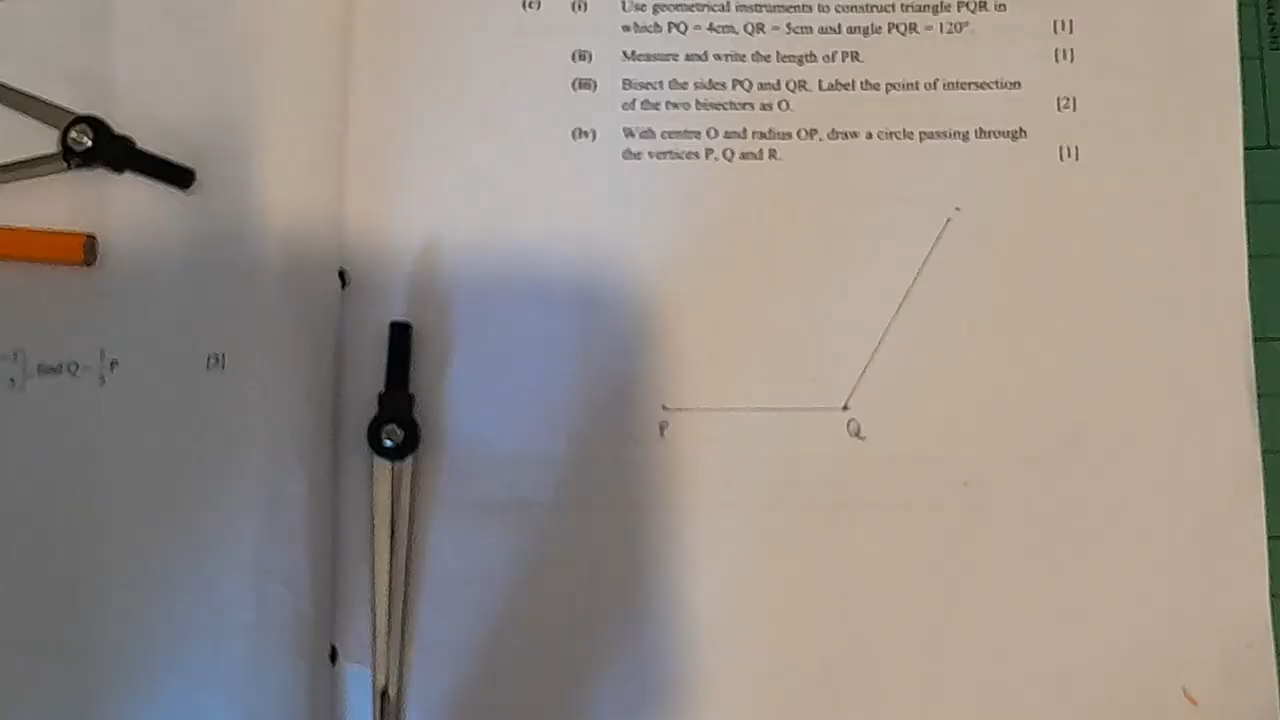 (c) (i) Use geometrical instruments to construct triangle PQR in
which PQ = 4cm, QR = 5cm and angle PQR = 120°. [1]
(ii) Measure and write the length of PR. [1]
(iii) Bisect the sides PQ and QR. Label the point of intersection
of the two bisectors as O. [2]
(iv) With centre O and radius OP, draw a circle passing through
the vertices P, Q and R. [1]
find Q - 1/3 P [3]
P Q